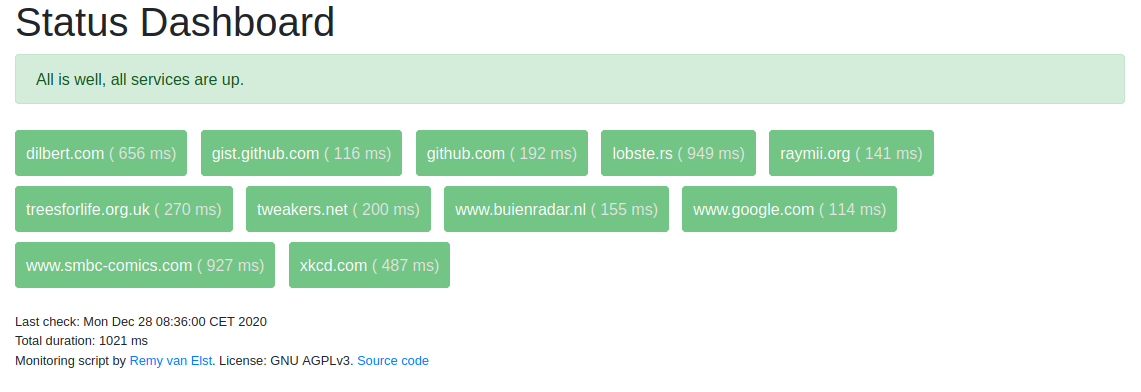 Status Dashboard
All is well, all services are up.
dilbert.com ( 656 ms) gist.github.com ( 116 ms) github.com ( 192 ms) lobste.rs ( 949 ms) raymii.org ( 141 ms)
treesforlife.org.uk ( 270 ms) tweakers.net ( 200 ms) www.buienradar.nl ( 155 ms) www.google.com ( 114 ms)
www.smbc-comics.com ( 927 ms) xkcd.com ( 487 ms)
Last check: Mon Dec 28 08:36:00 CET 2020
Total duration: 1021 ms
Monitoring script by Remy van Elst. License: GNU AGPLv3. Source code